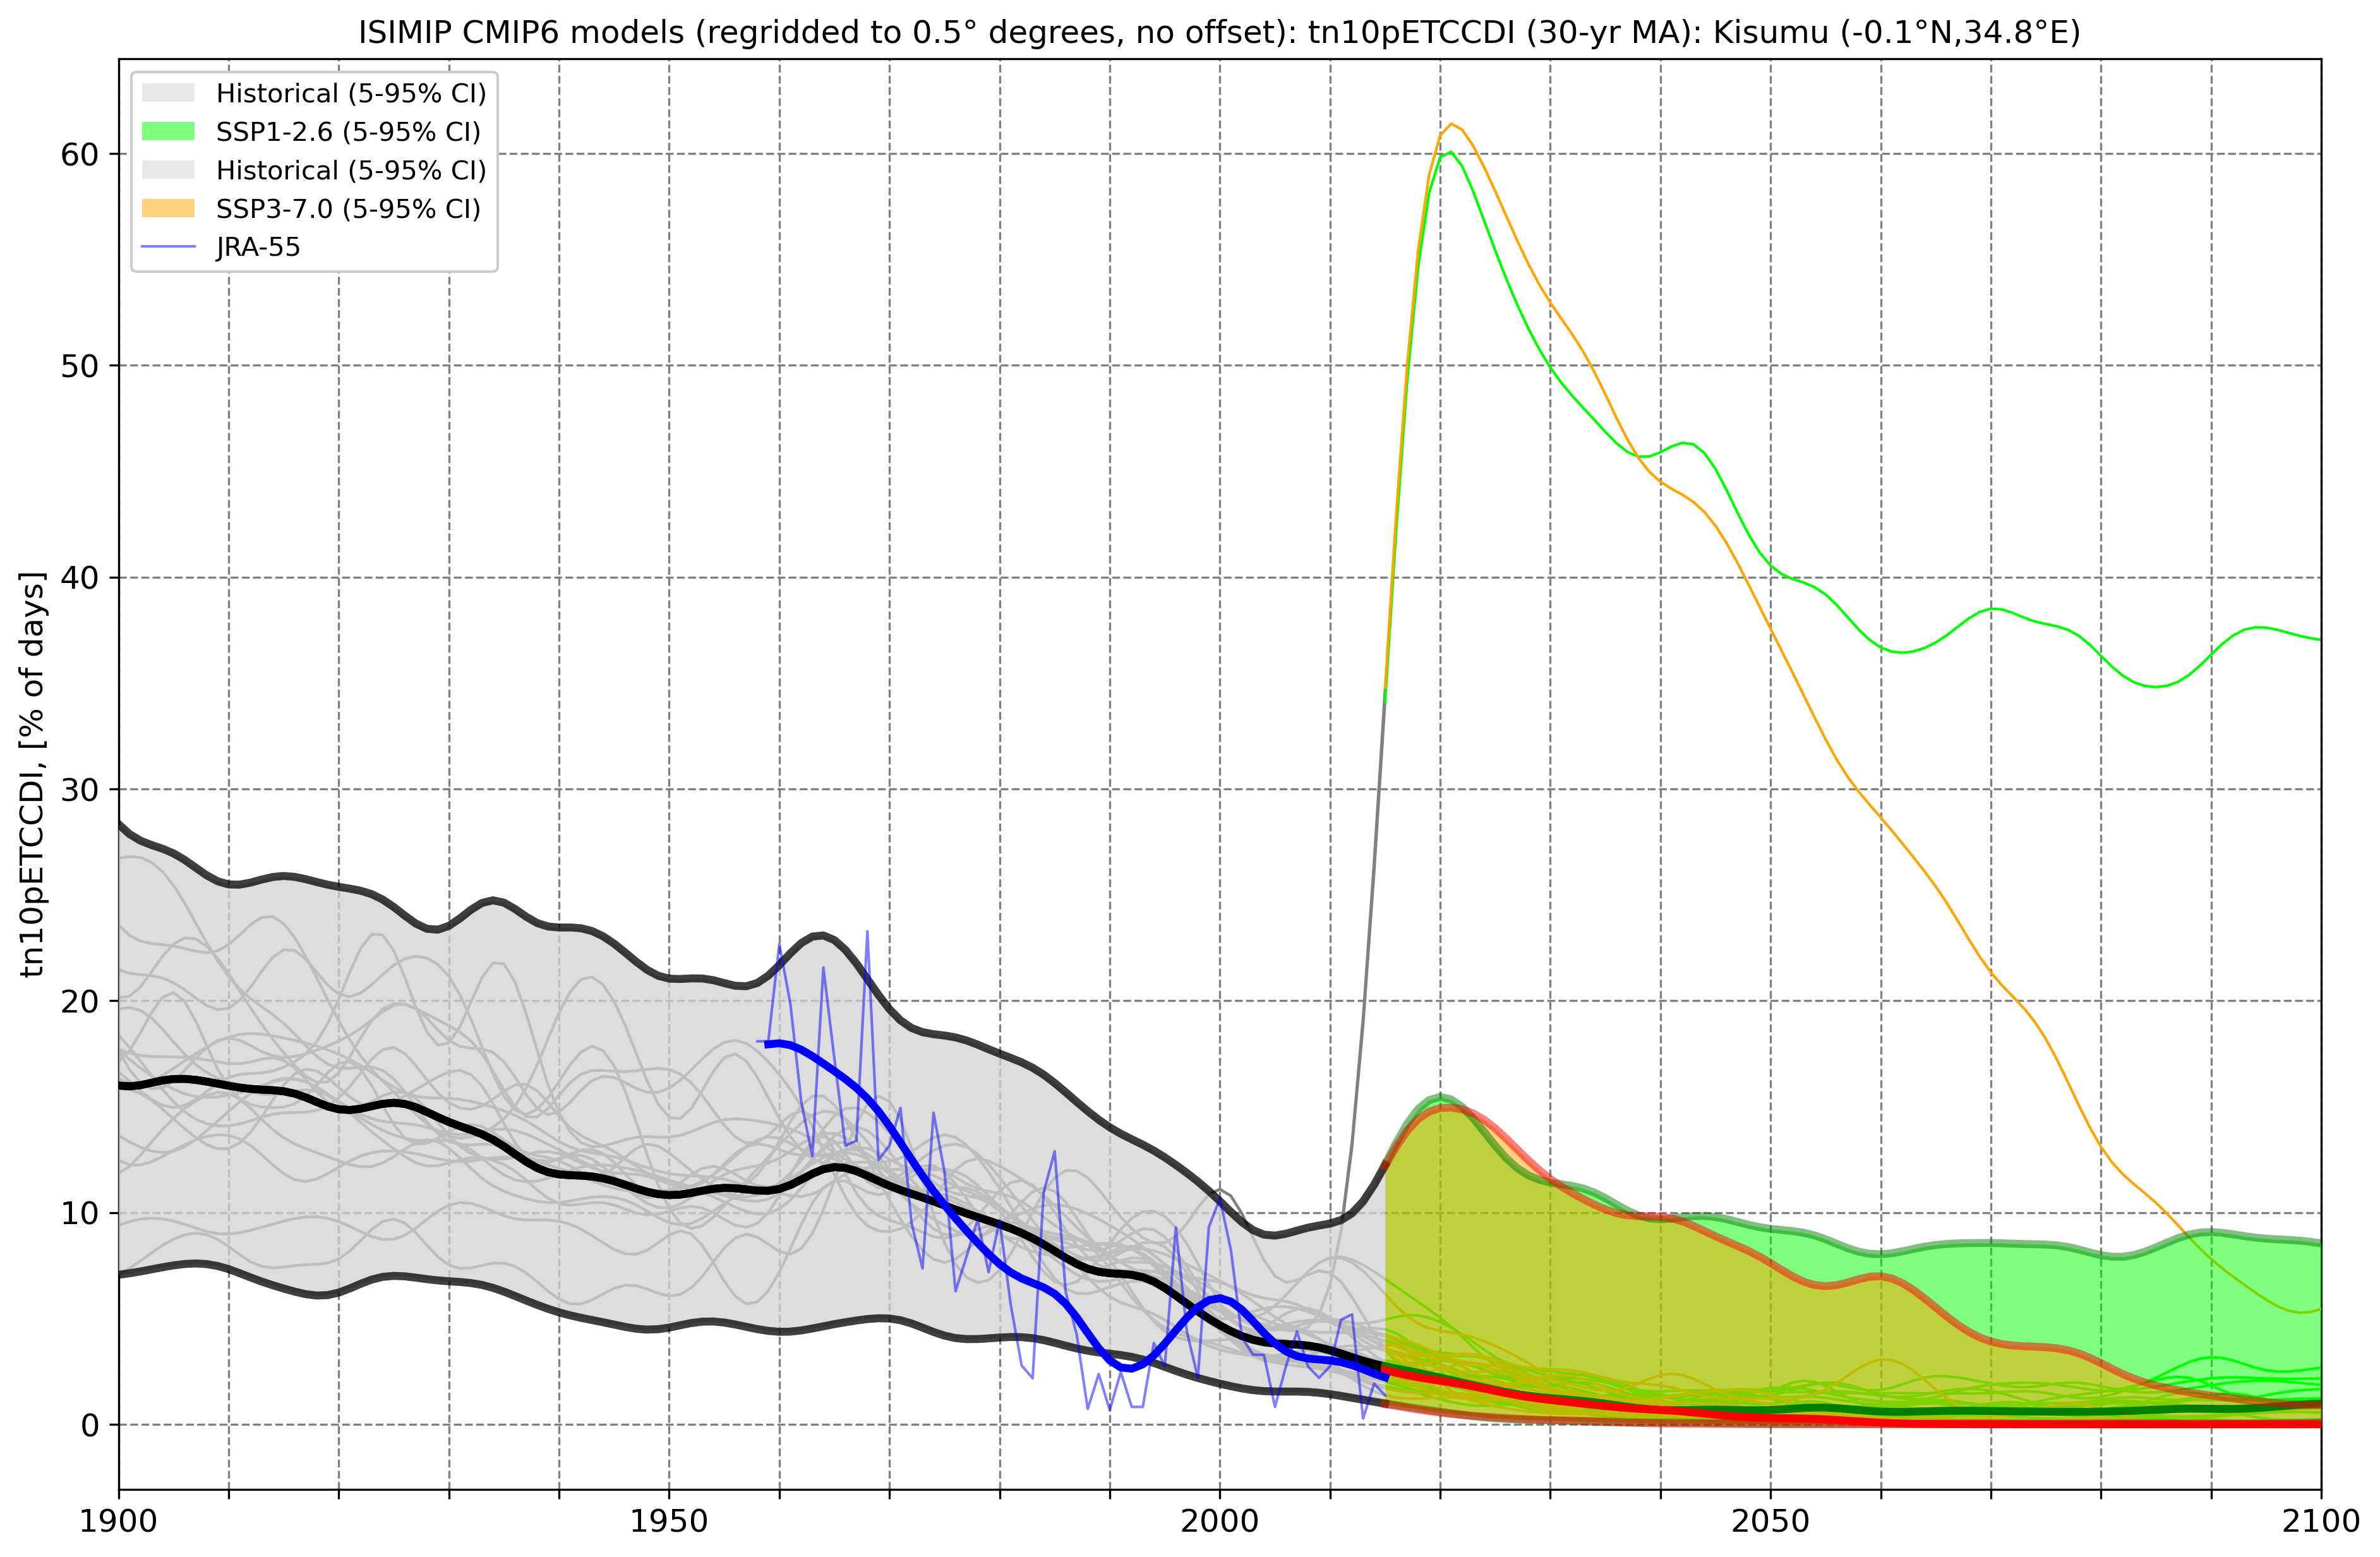 ISIMIP CMIP6 models (regridded to 0.5° degrees, no offset): tn10pETCCDI (30-yr MA): Kisumu (-0.1°N,34.8°E)
Historical (5-95% CI)
SSP1-2.6 (5-95% CI)
Historical (5-95% CI)
SSP3-7.0 (5-95% CI)
JRA-55
tn10pETCCDI, [% of days]
60
50
40
30
20
10
0
1900
1950
2000
2050
2100